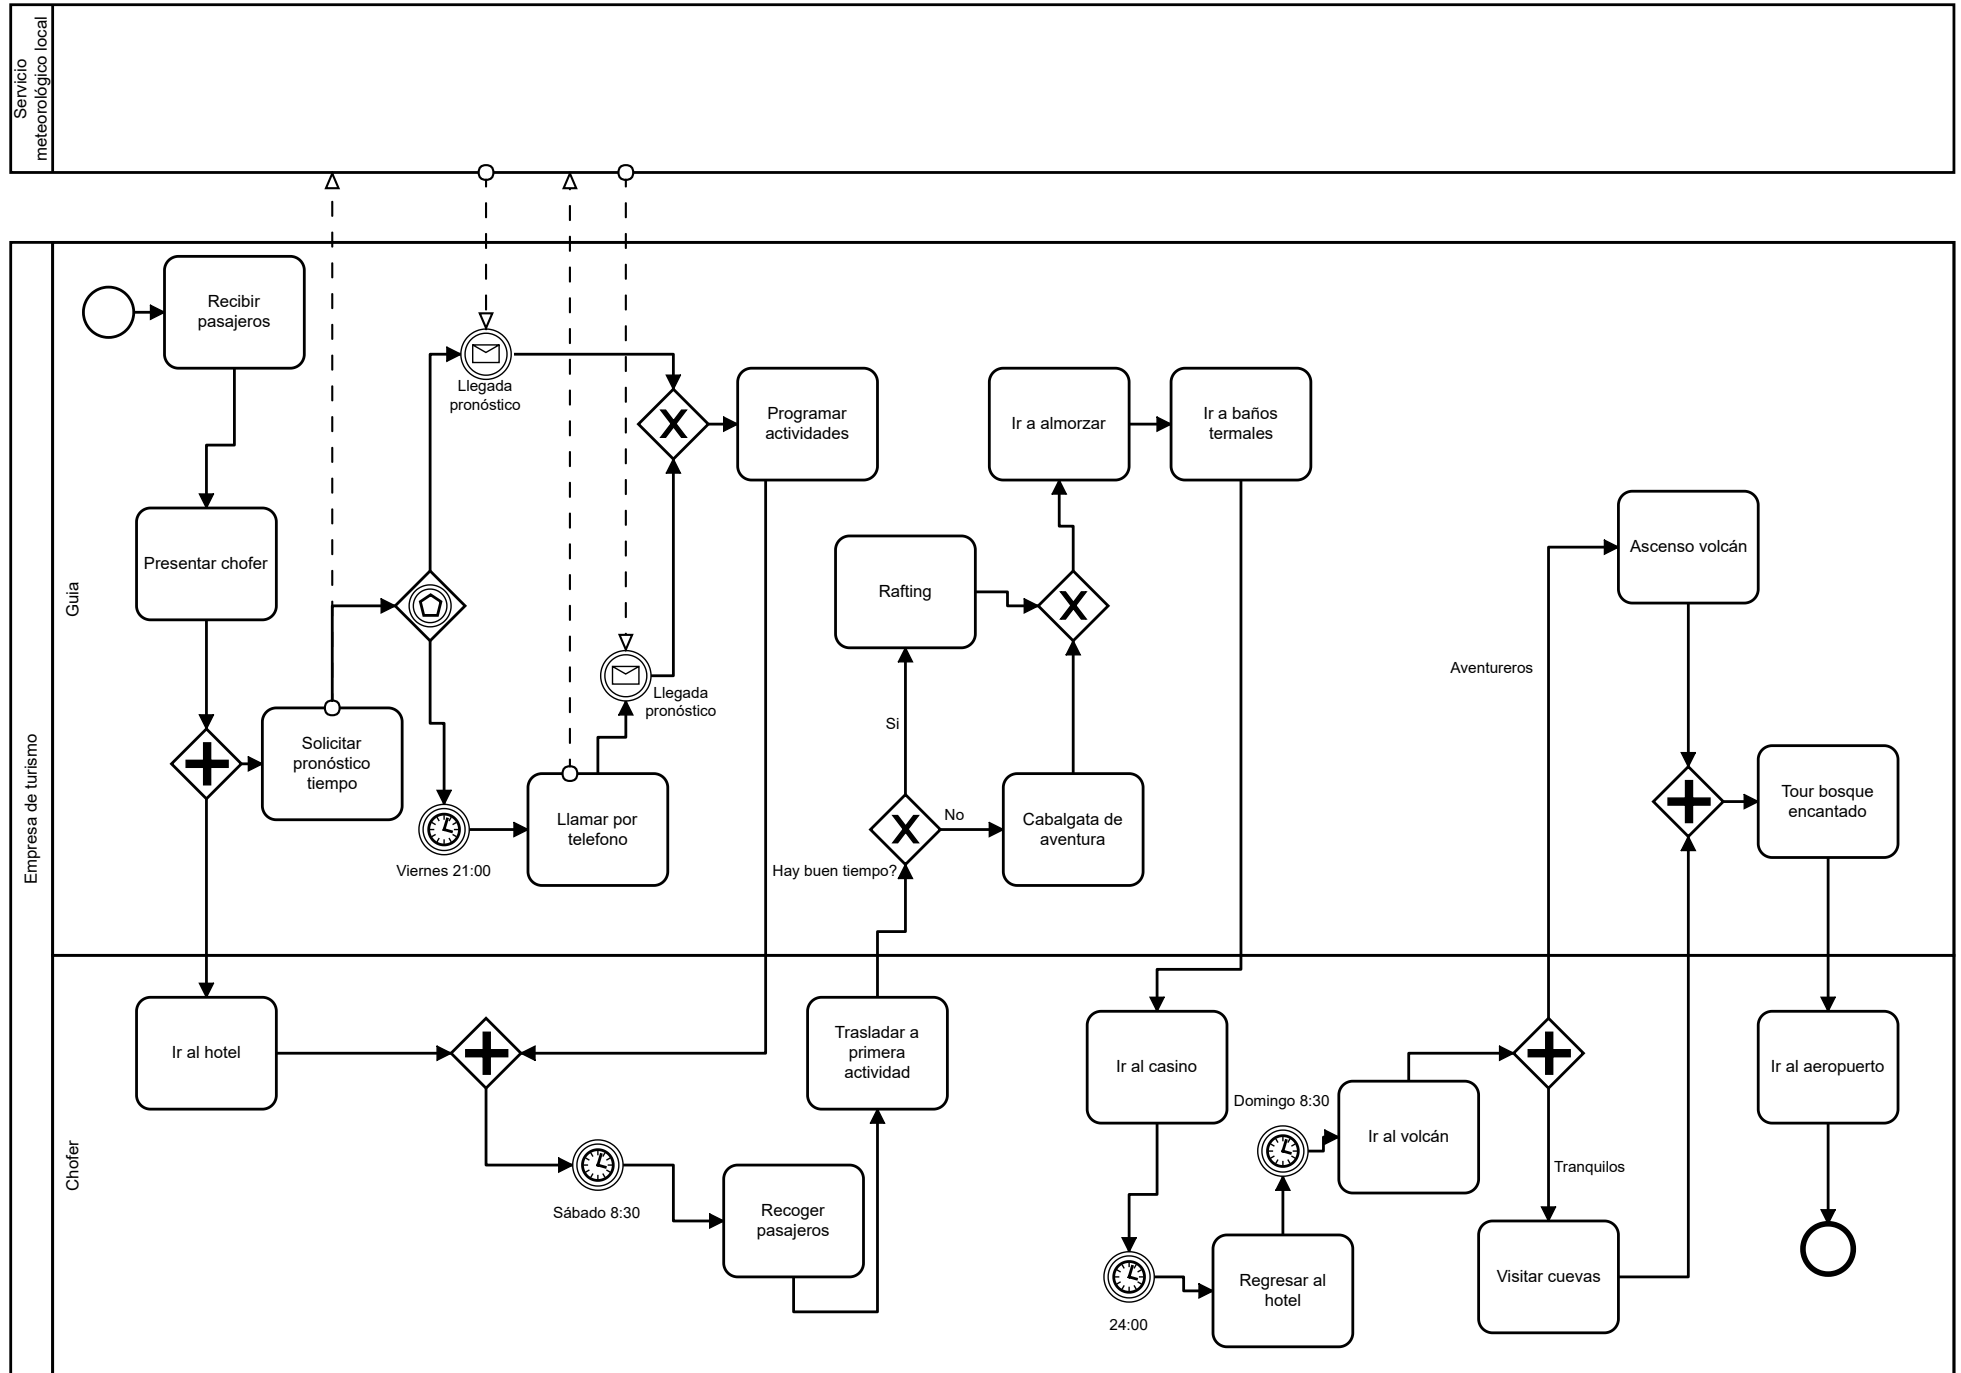 Servicio
meteorológico local
Empresa de turismo
Guia
Chofer
Recibir
pasajeros
Presentar chofer
Solicitar
pronóstico
tiempo
Llegada
pronóstico
Viernes 21:00
Llamar por
telefono
Llegada
pronóstico
Programar
actividades
Hay buen tiempo?
Si
No
Rafting
Cabalgata de
aventura
Ir a almorzar
Ir a baños
termales
Aventureros
Ascenso volcán
Tour bosque
encantado
Ir al hotel
Sábado 8:30
Recoger
pasajeros
Trasladar a
primera
actividad
Ir al casino
24:00
Regresar al
hotel
Domingo 8:30
Ir al volcán
Tranquilos
Visitar cuevas
Ir al aeropuerto